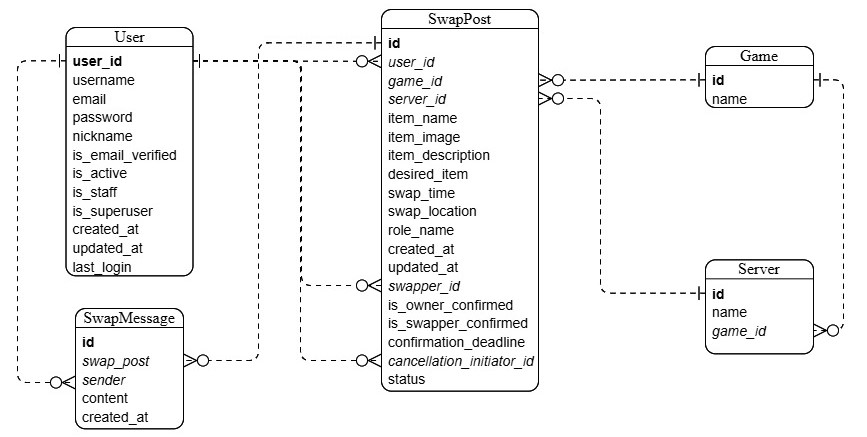 User
user_id
username
email
password
nickname
is_email_verified
is_active
is_staff
is_superuser
created_at
updated_at
last_login
SwapMessage
id
swap_post
sender
content
created_at
SwapPost
id
user_id
game_id
server_id
item_name
item_image
item_description
desired_item
swap_time
swap_location
role_name
created_at
updated_at
swapper_id
is_owner_confirmed
is_swapper_confirmed
confirmation_deadline
cancellation_initiator_id
status
Game
id
name
Server
id
name
game_id